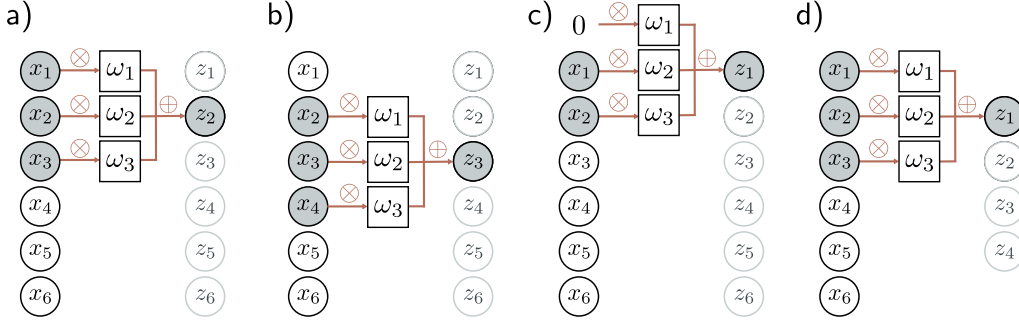 a) b) c) d)
0 ⊗ ω₁
x₁ ⊗ ω₁ z₁ x₁ z₁ x₁ ⊗ ω₂ ⊕ z₁ x₁ ⊗ ω₁
x₂ ⊗ ω₂ ⊕ z₂ x₂ ⊗ ω₁ z₂ x₂ ⊗ ω₃ z₂ x₂ ⊗ ω₂ ⊕ z₁
x₃ ⊗ ω₃ z₃ x₃ ⊗ ω₂ ⊕ z₃ x₃ z₃ x₃ ⊗ ω₃ z₂
x₄ z₄ x₄ ⊗ ω₃ z₄ x₄ z₄ x₄ z₃
x₅ z₅ x₅ z₅ x₅ z₅ x₅ z₄
x₆ z₆ x₆ z₆ x₆ z₆ x₆